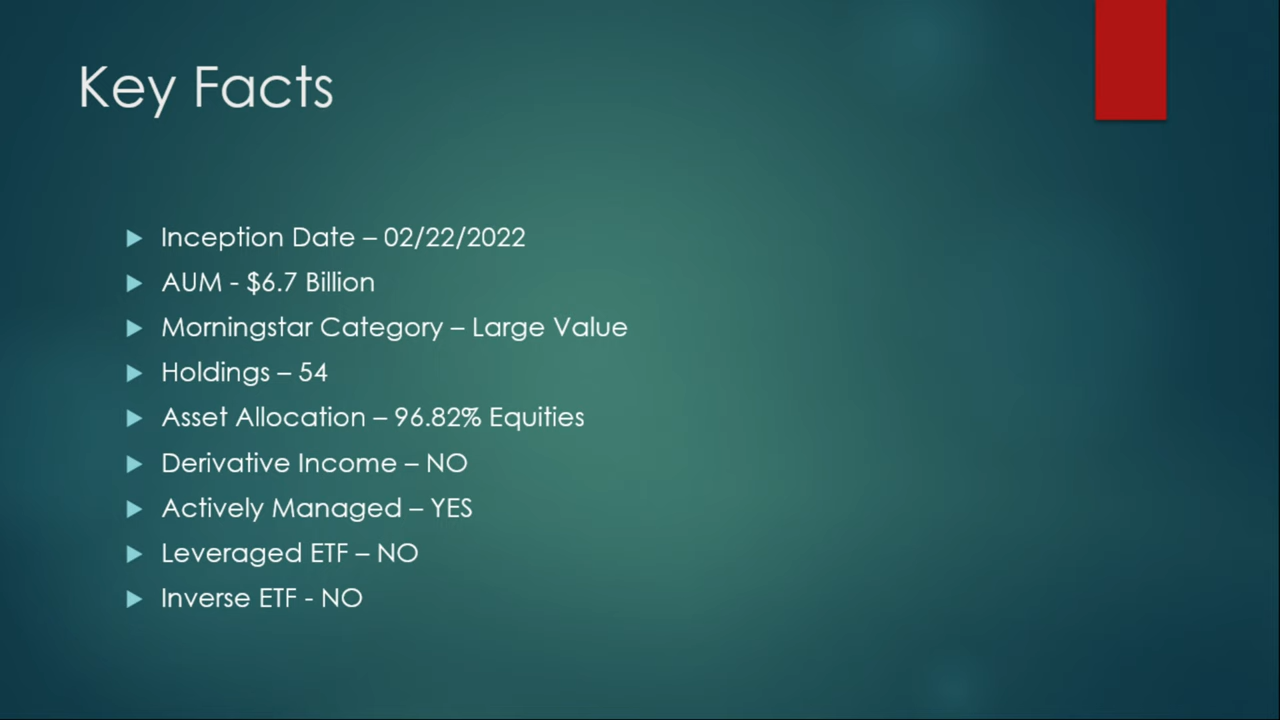 Key Facts
Inception Date – 02/22/2022
AUM - $6.7 Billion
Morningstar Category – Large Value
Holdings – 54
Asset Allocation – 96.82% Equities
Derivative Income – NO
Actively Managed – YES
Leveraged ETF – NO
Inverse ETF - NO